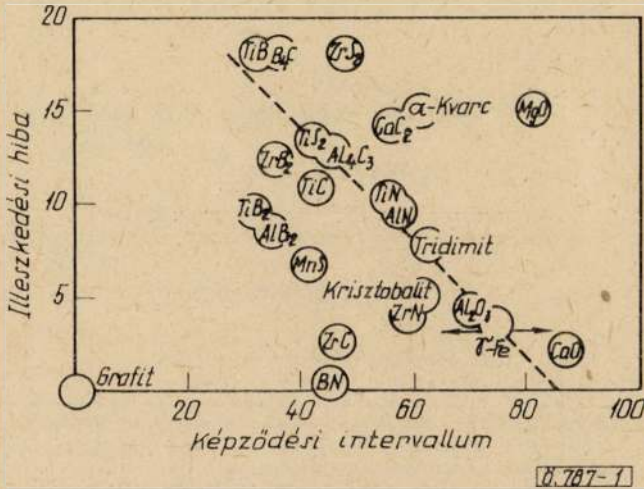 20
TiB B4C ZrS2
15
α-Kvarc MgO
CaC2
TiS2
ZrB2 Al4C3
10
TiC
TiN
AlN
TiB2
AlB2
Tridimit
MnS
5
Krisztobalit
ZrN Al2O3
γ-Fe
ZrC CaO
BN
0
Grafit
20 40 60 80 100
Illeszkedési hiba
Képződési intervallum
Ö.787-1